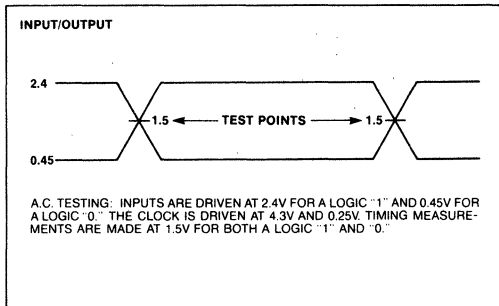 INPUT/OUTPUT
2.4
1.5 TEST POINTS 1.5
0.45
A.C. TESTING: INPUTS ARE DRIVEN AT 2.4V FOR A LOGIC "1" AND 0.45V FOR
A LOGIC "0." THE CLOCK IS DRIVEN AT 4.3V AND 0.25V. TIMING MEASURE-
MENTS ARE MADE AT 1.5V FOR BOTH A LOGIC "1" AND "0."